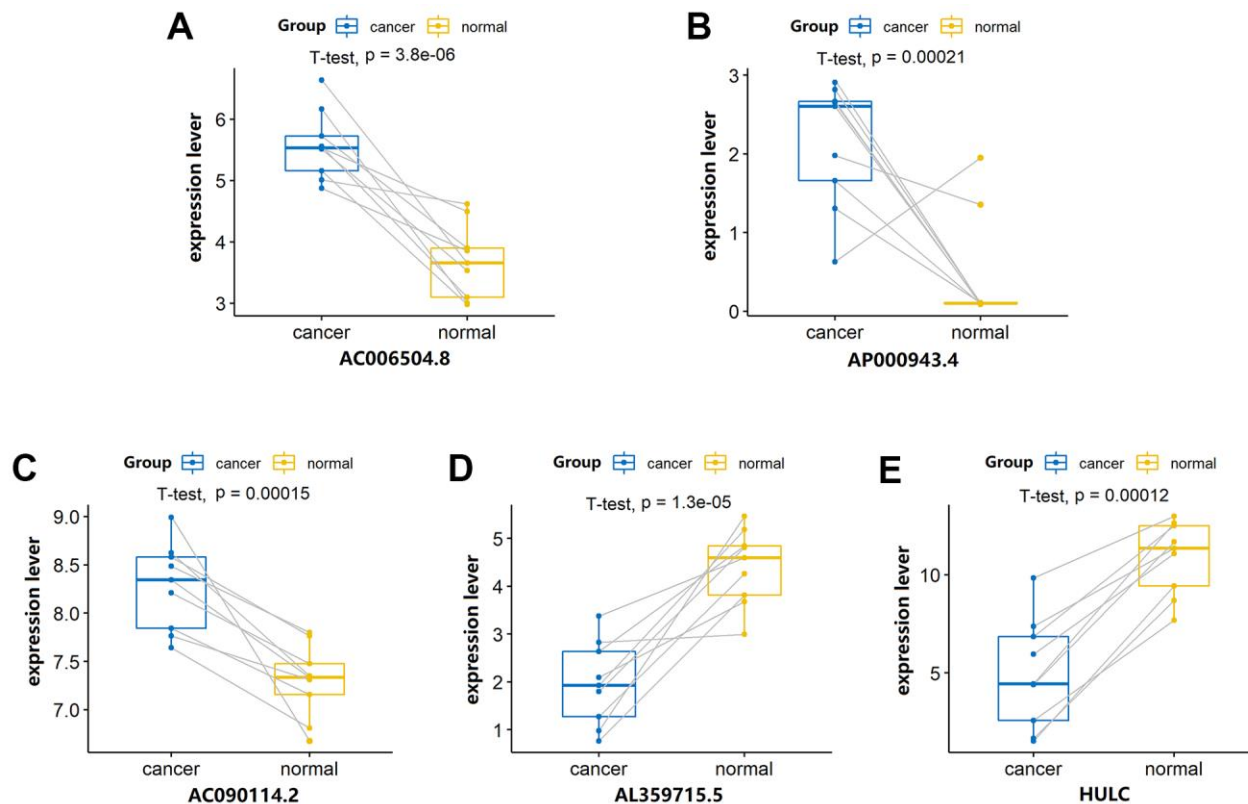 A
Group cancer normal
T-test, p = 3.8e-06
expression lever
6
5
4
3
cancer normal
AC006504.8
B
Group cancer normal
T-test, p = 0.00021
expression lever
3
2
1
0
cancer normal
AP000943.4
C
Group cancer normal
T-test, p = 0.00015
expression lever
9.0
8.5
8.0
7.5
7.0
cancer normal
AC090114.2
D
Group cancer normal
T-test, p = 1.3e-05
expression lever
5
4
3
2
1
cancer normal
AL359715.5
E
Group cancer normal
T-test, p = 0.00012
expression lever
10
5
cancer normal
HULC